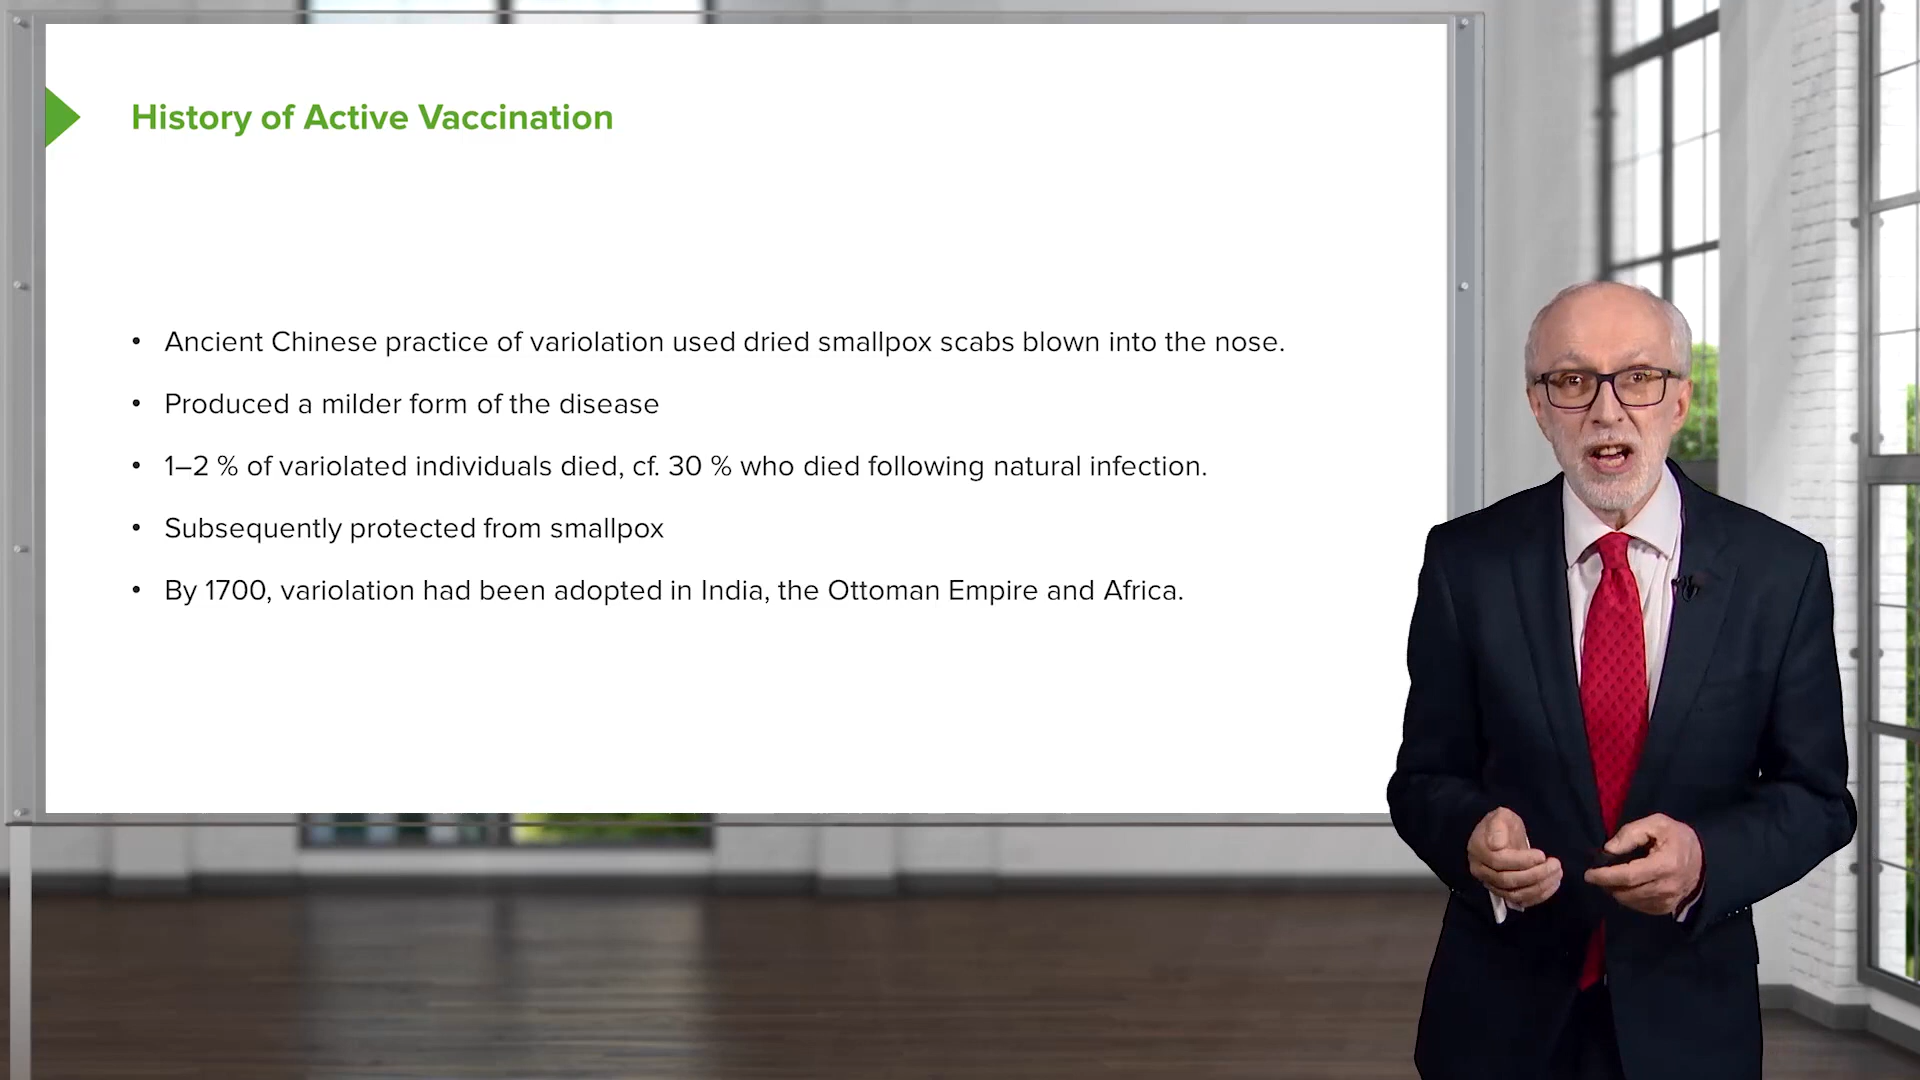 History of Active Vaccination
• Ancient Chinese practice of variolation used dried smallpox scabs blown into the nose.
• Produced a milder form of the disease
• 1–2 % of variolated individuals died, cf. 30 % who died following natural infection.
• Subsequently protected from smallpox
• By 1700, variolation had been adopted in India, the Ottoman Empire and Africa.